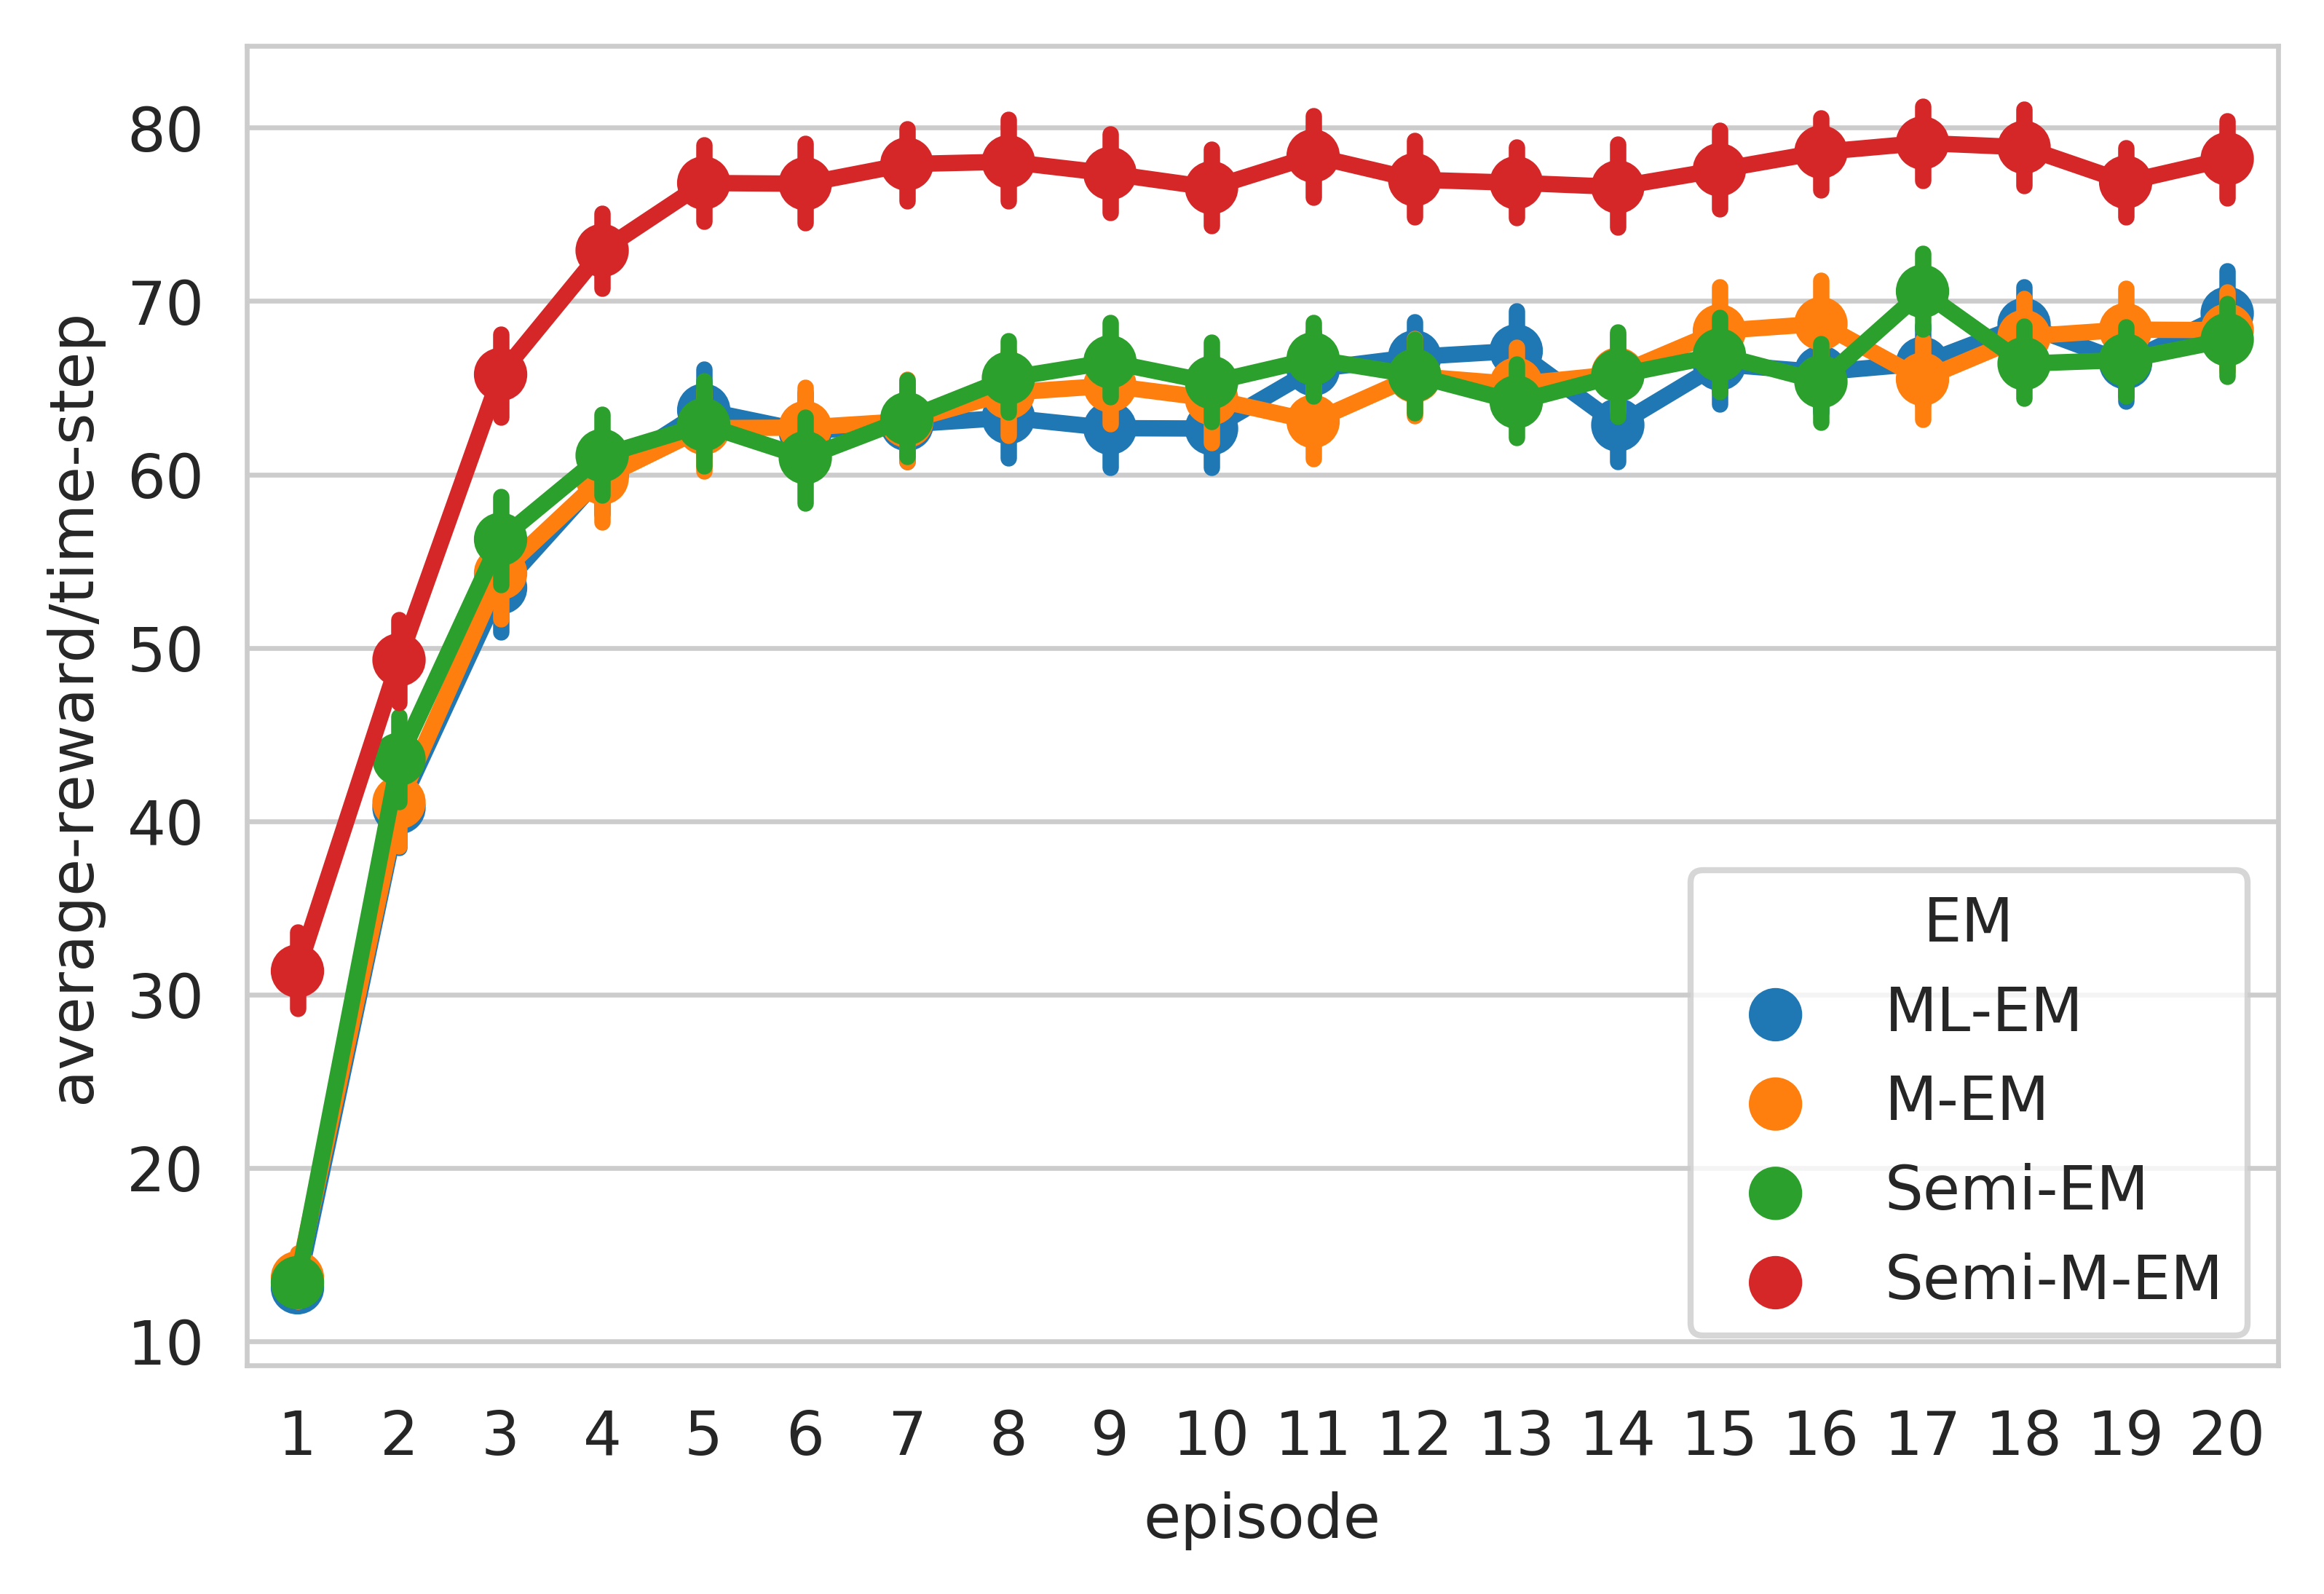 average-reward/time-step
80
70
60
50
40
30
20
10
EM
ML-EM
M-EM
Semi-EM
Semi-M-EM
1 2 3 4 5 6 7 8 9 10 11 12 13 14 15 16 17 18 19 20
episode